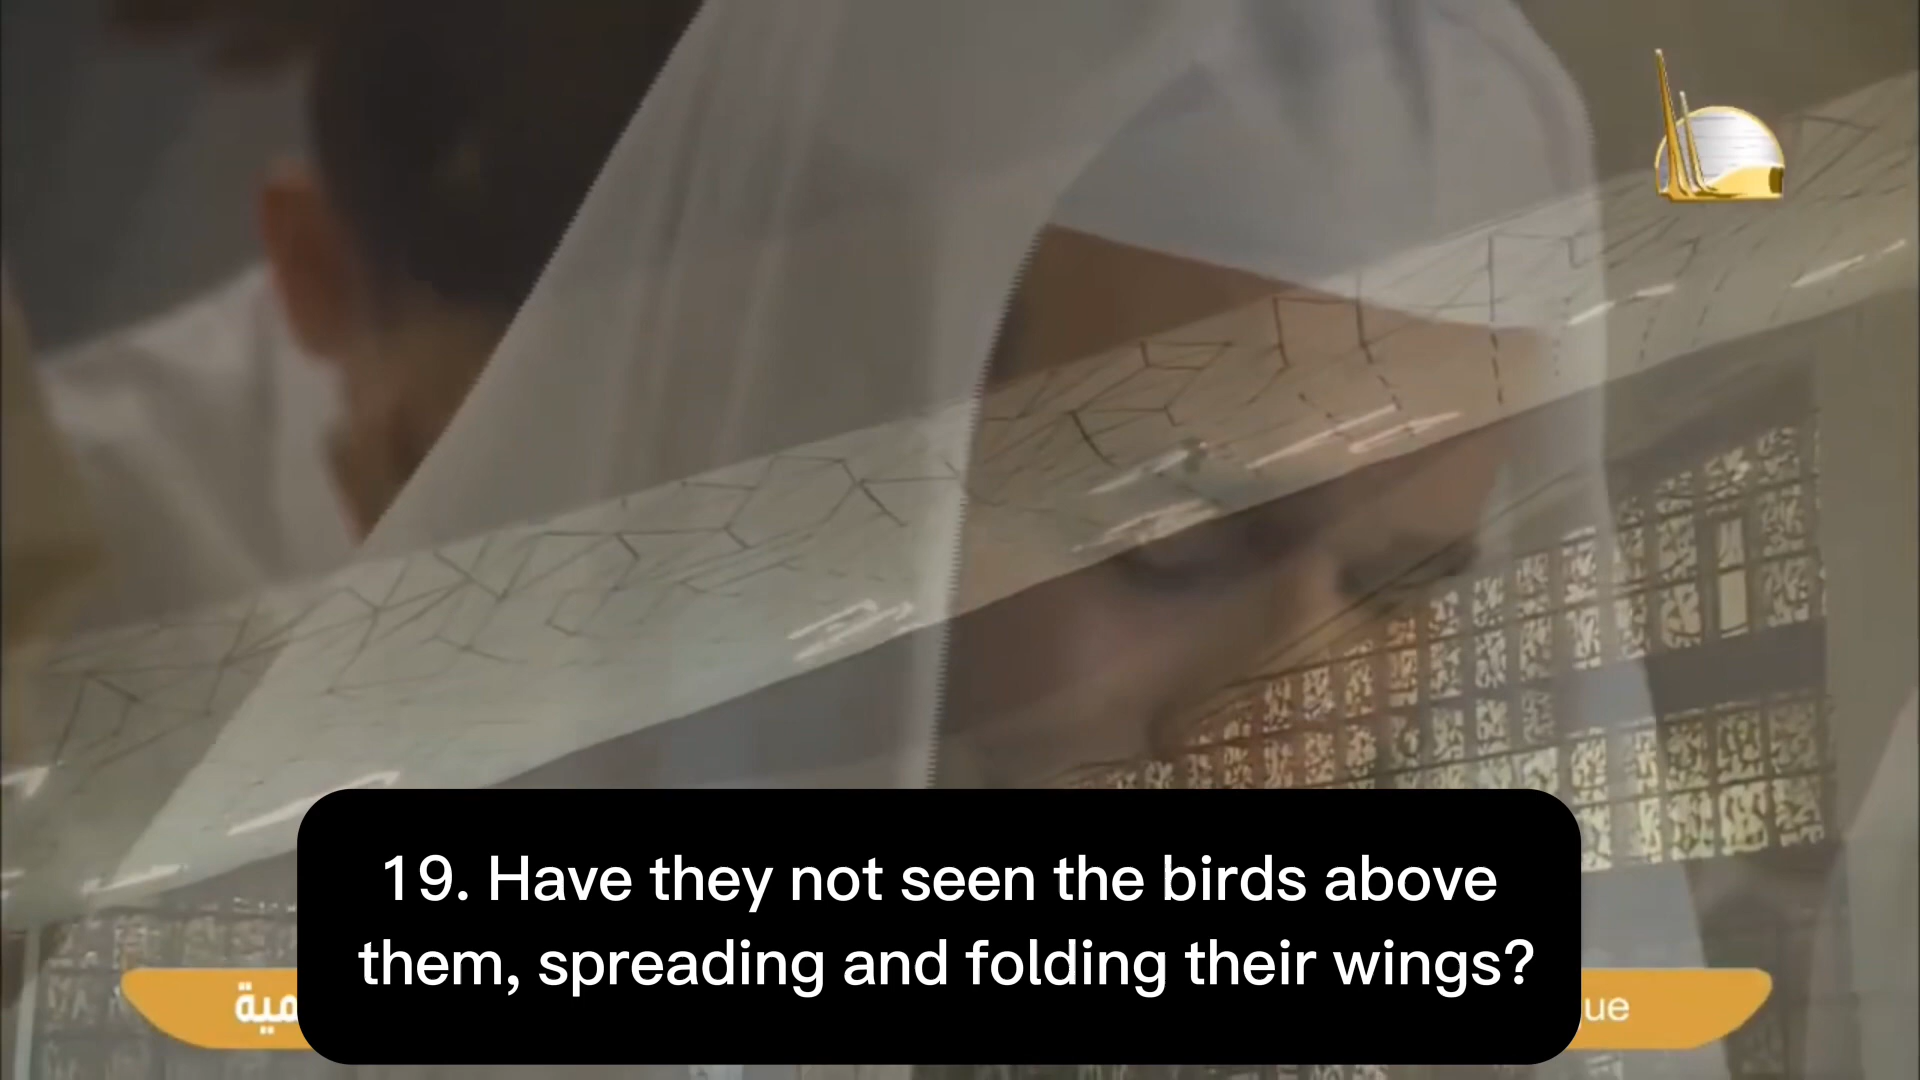 19. Have they not seen the birds above
them, spreading and folding their wings?